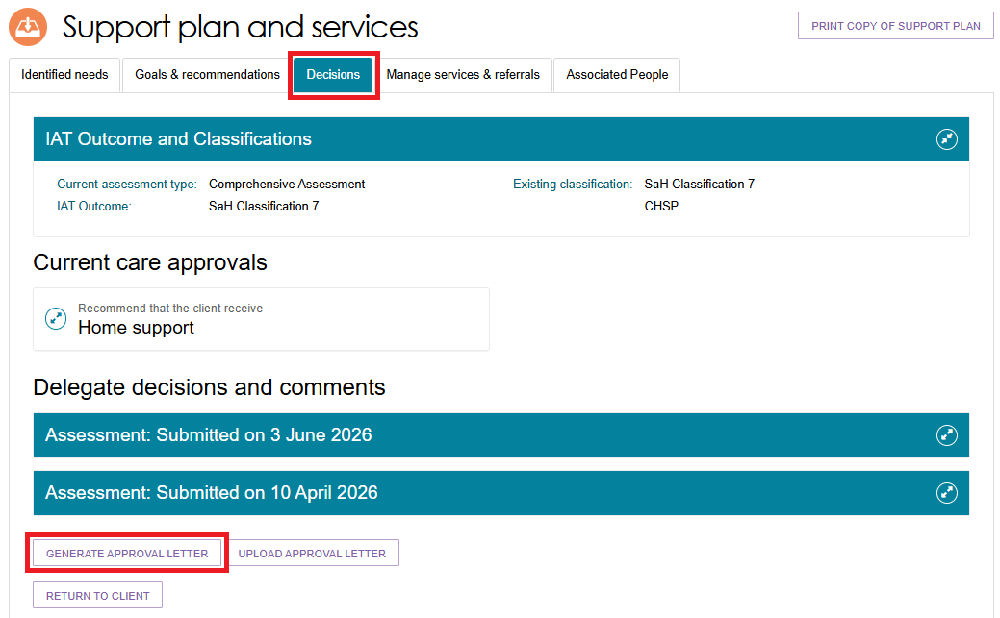 Support plan and services
PRINT COPY OF SUPPORT PLAN
Identified needs
Goals & recommendations
Decisions
Manage services & referrals
Associated People
IAT Outcome and Classifications
Current assessment type: Comprehensive Assessment
Existing classification: SaH Classification 7
IAT Outcome: SaH Classification 7
CHSP
Current care approvals
Recommend that the client receive
Home support
Delegate decisions and comments
Assessment: Submitted on 3 June 2026
Assessment: Submitted on 10 April 2026
GENERATE APPROVAL LETTER
UPLOAD APPROVAL LETTER
RETURN TO CLIENT